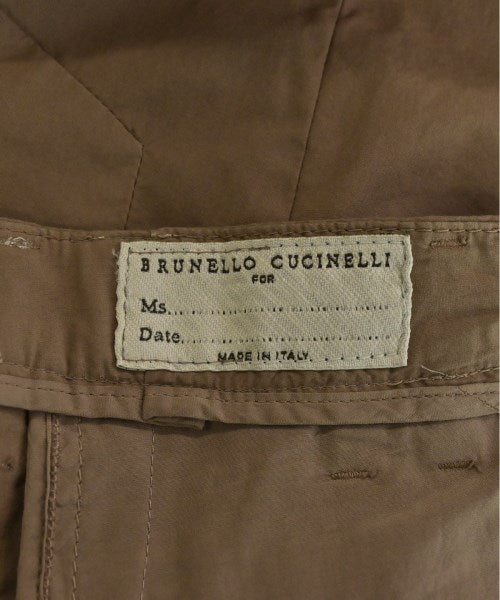 BRUNELLO CUCINELLI
FOR
Ms..............................
Date..............................
MADE IN ITALY